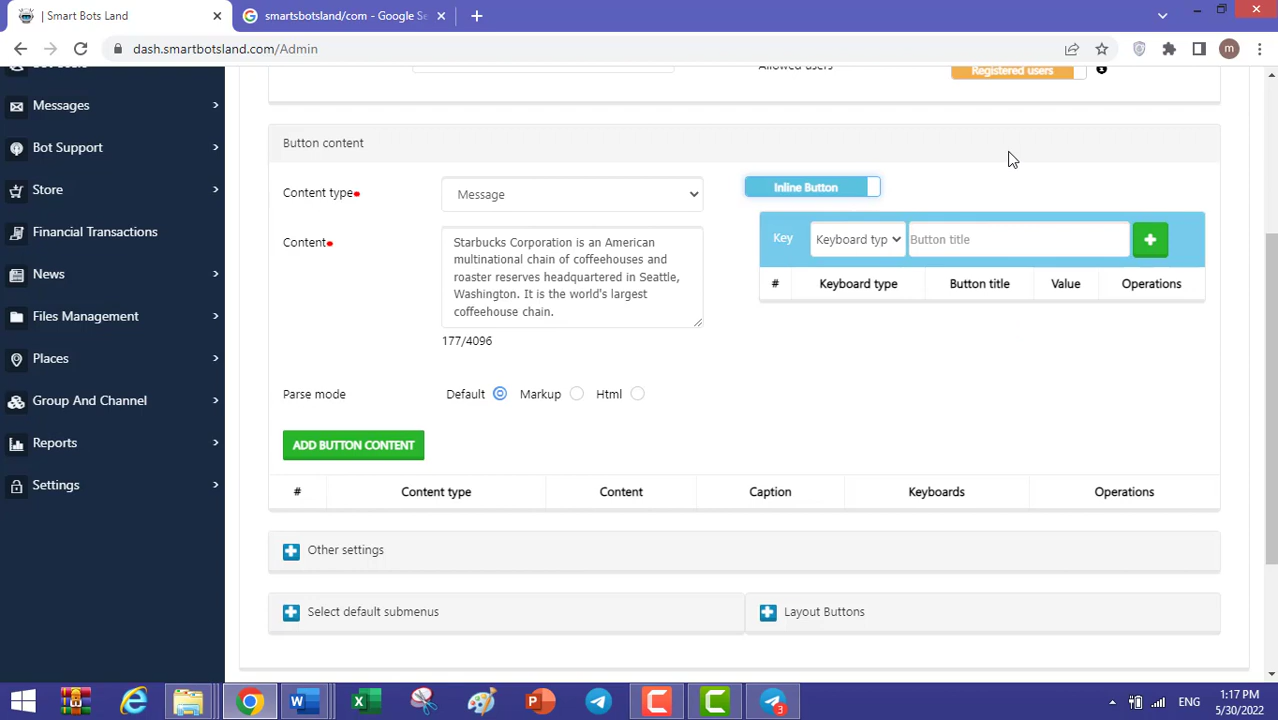 | Smart Bots Land
smartsbotsland/com - Google Se
dash.smartbotsland.com/Admin
m
Messages
Bot Support
Store
Financial Transactions
News
Files Management
Places
Group And Channel
Reports
Settings
Allowed users
Registered users
Button content
Content type
Message
Content
Starbucks Corporation is an American
multinational chain of coffeehouses and
roaster reserves headquartered in Seattle,
Washington. It is the world's largest
coffeehouse chain.
177/4096
Inline Button
Key
Keyboard typ
Button title
# Keyboard type Button title Value Operations
Parse mode
Default Markup Html
ADD BUTTON CONTENT
# Content type Content Caption Keyboards Operations
Other settings
Select default submenus
Layout Buttons
3
ENG
1:17 PM
5/30/2022